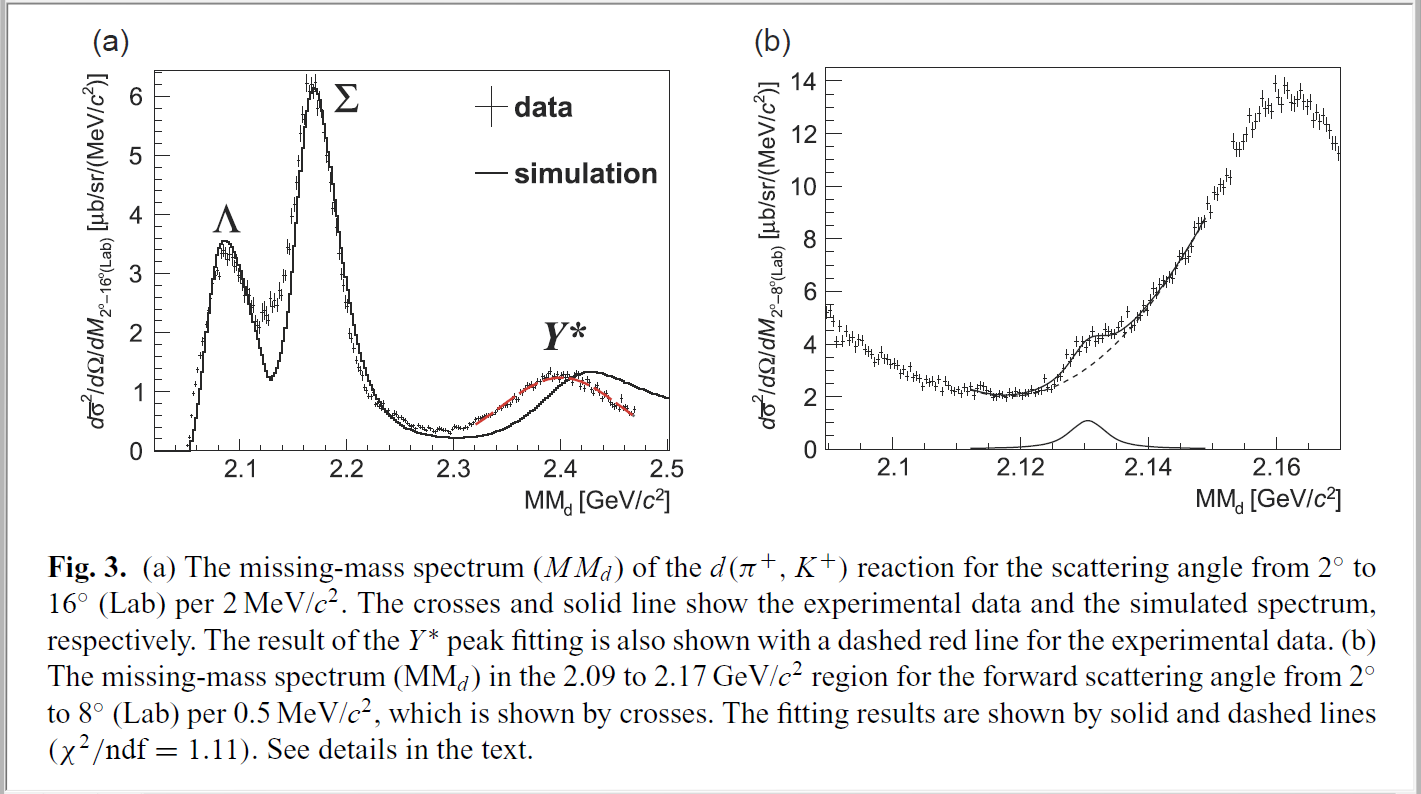 (a)
(b)
dσ̅²/dΩ/dM2°–16°(Lab) [μb/sr/(MeV/c²)]
6
5
4
3
2
1
0
Λ
Σ
Y*
data
simulation
2.1
2.2
2.3
2.4
2.5
MMd [GeV/c²]
dσ̅²/dΩ/dM2°–8°(Lab) [μb/sr/(MeV/c²)]
14
12
10
8
6
4
2
0
2.1
2.12
2.14
2.16
MMd [GeV/c²]
Fig. 3. (a) The missing-mass spectrum (MMd) of the d(π⁺, K⁺) reaction for the scattering angle from 2° to
16° (Lab) per 2 MeV/c². The crosses and solid line show the experimental data and the simulated spectrum,
respectively. The result of the Y* peak fitting is also shown with a dashed red line for the experimental data. (b)
The missing-mass spectrum (MMd) in the 2.09 to 2.17 GeV/c² region for the forward scattering angle from 2°
to 8° (Lab) per 0.5 MeV/c², which is shown by crosses. The fitting results are shown by solid and dashed lines
(χ²/ndf = 1.11). See details in the text.